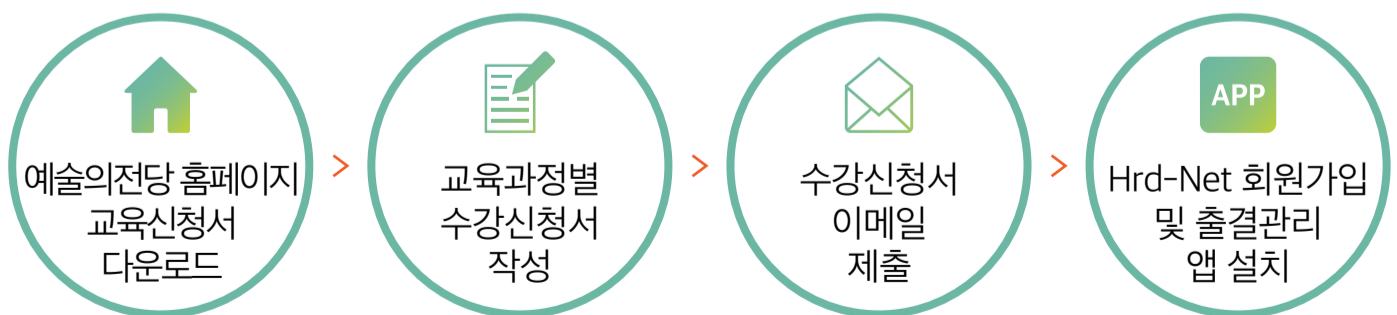 예술의전당 홈페이지
교육신청서
다운로드
>
교육과정별
수강신청서
작성
>
수강신청서
이메일
제출
>
APP
Hrd-Net 회원가입
및 출결관리
앱 설치